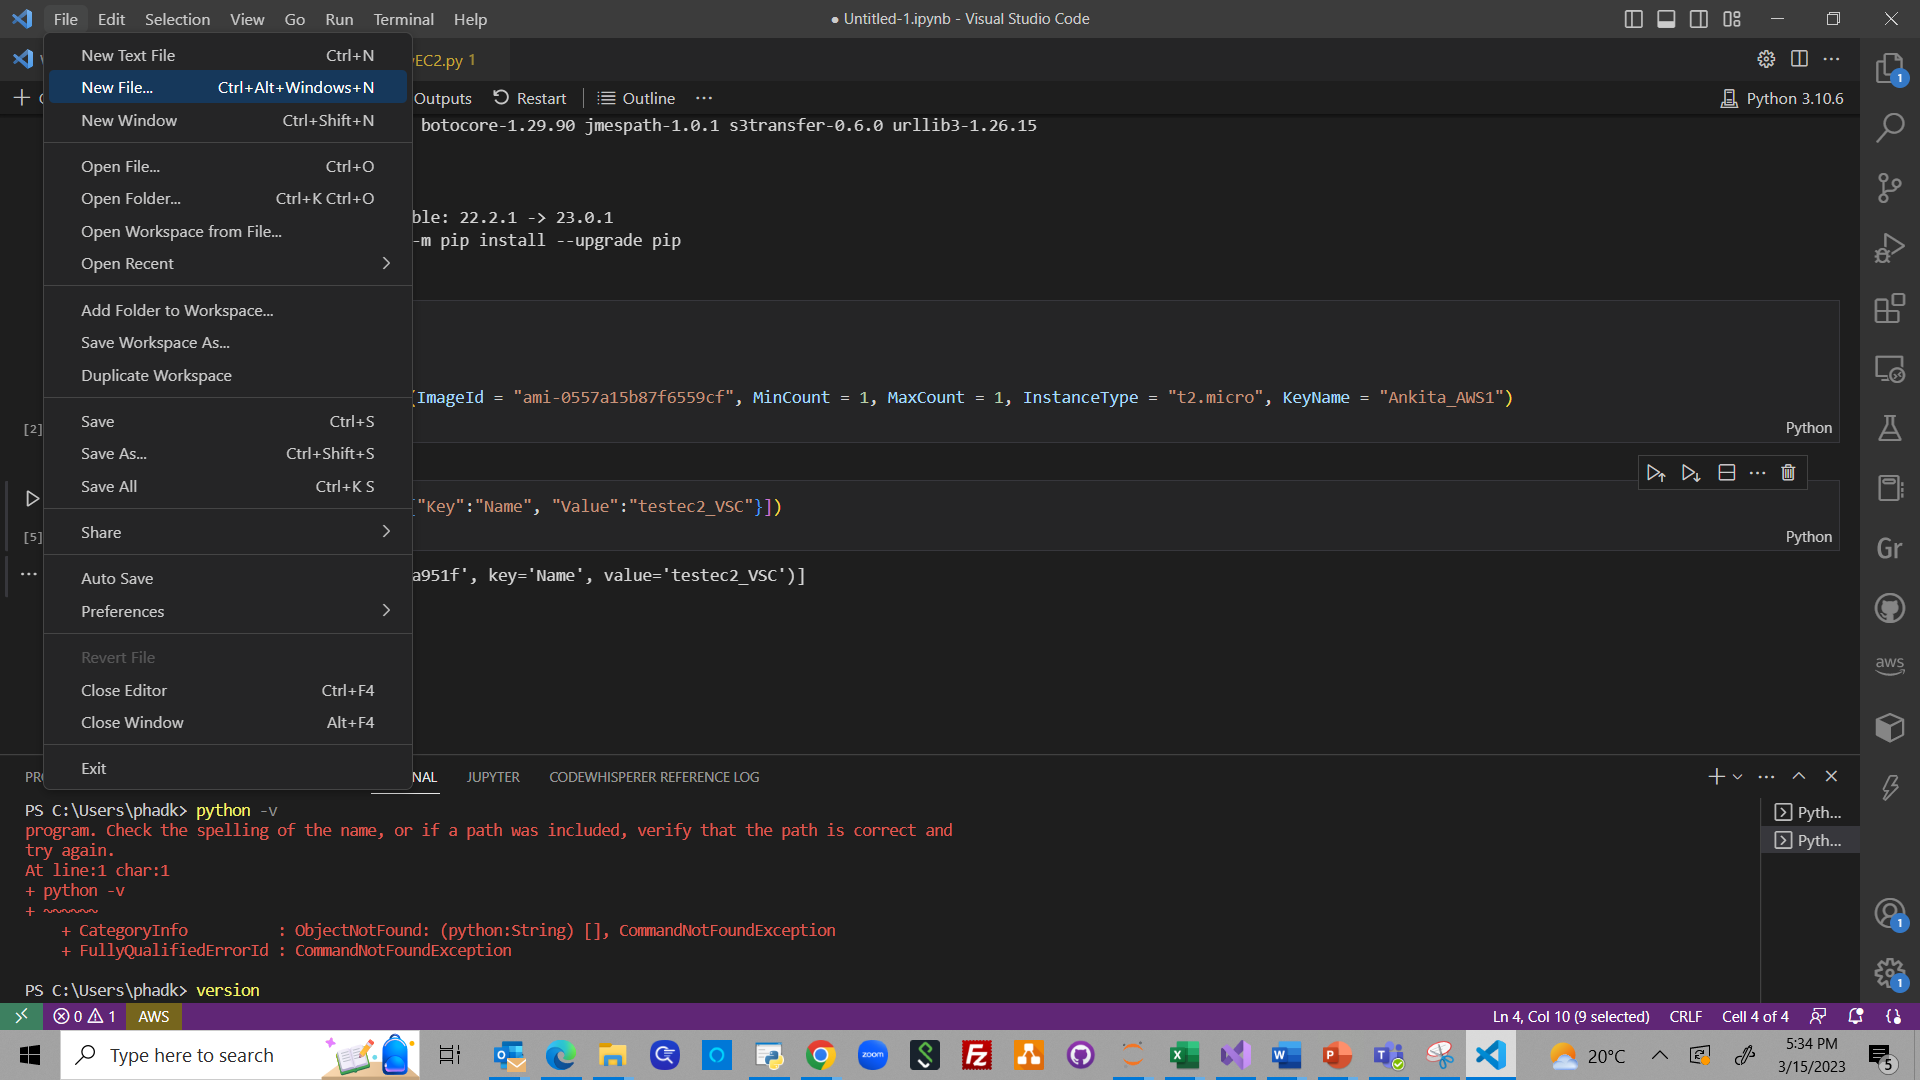 File Edit Selection View Go Run Terminal Help
● Untitled-1.ipynb - Visual Studio Code
EC2.py 1
Outputs Restart Outline ···
Python 3.10.6
New Text File Ctrl+N
New File... Ctrl+Alt+Windows+N
New Window Ctrl+Shift+N
Open File... Ctrl+O
Open Folder... Ctrl+K Ctrl+O
Open Workspace from File...
Open Recent
Add Folder to Workspace...
Save Workspace As...
Duplicate Workspace
Save Ctrl+S
Save As... Ctrl+Shift+S
Save All Ctrl+K S
Share
Auto Save
Preferences
Revert File
Close Editor Ctrl+F4
Close Window Alt+F4
Exit
botocore-1.29.90 jmespath-1.0.1 s3transfer-0.6.0 urllib3-1.26.15
ble: 22.2.1 -> 23.0.1
-m pip install --upgrade pip
(ImageId = "ami-0557a15b87f6559cf", MinCount = 1, MaxCount = 1, InstanceType = "t2.micro", KeyName = "Ankita_AWS1")
[2]
Python
{"Key":"Name", "Value":"testec2_VSC"}])
[5]
Python
a951f', key='Name', value='testec2_VSC')]
PR NAL JUPYTER CODEWHISPERER REFERENCE LOG
PS C:\Users\phadk> python -v
program. Check the spelling of the name, or if a path was included, verify that the path is correct and
try again.
At line:1 char:1
+ python -v
+ ~~~~~~
+ CategoryInfo : ObjectNotFound: (python:String) [], CommandNotFoundException
+ FullyQualifiedErrorId : CommandNotFoundException
PS C:\Users\phadk> version
Pyth...
Pyth...
1
Gr
aws
1
1
0 1 AWS
Ln 4, Col 10 (9 selected) CRLF Cell 4 of 4
Type here to search
zoom
20°C
5:34 PM
3/15/2023
5